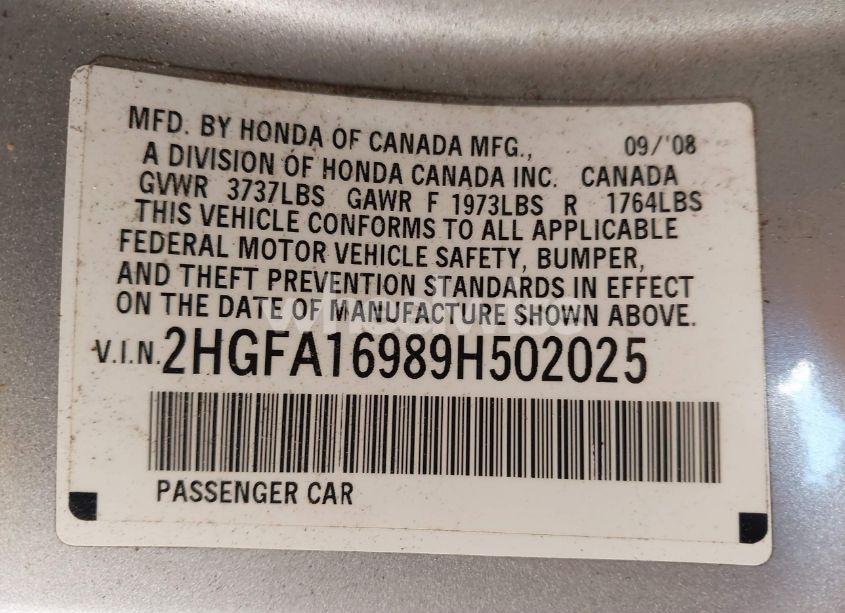 MFD. BY HONDA OF CANADA MFG., 09/'08
A DIVISION OF HONDA CANADA INC. CANADA
GVWR 3737LBS GAWR F 1973LBS R 1764LBS
THIS VEHICLE CONFORMS TO ALL APPLICABLE
FEDERAL MOTOR VEHICLE SAFETY, BUMPER,
AND THEFT PREVENTION STANDARDS IN EFFECT
ON THE DATE OF MANUFACTURE SHOWN ABOVE.
V.I.N. 2HGFA16989H502025
PASSENGER CAR